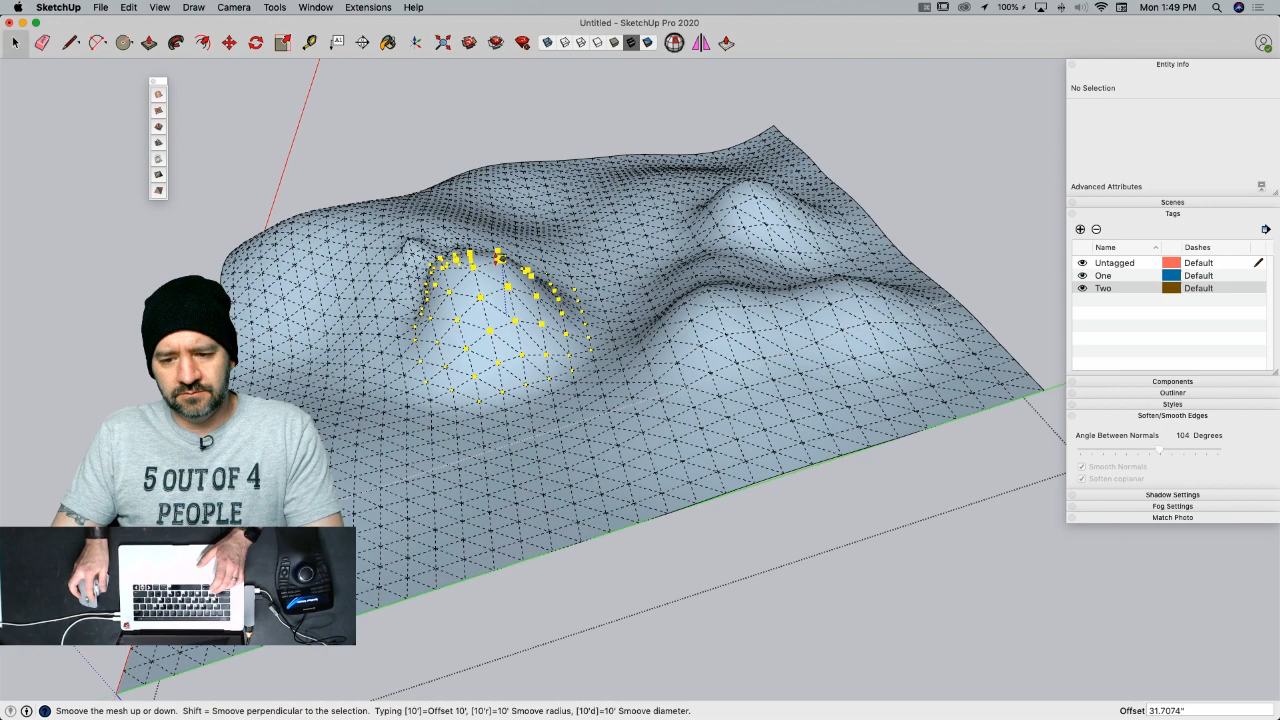 SketchUp File Edit View Draw Camera Tools Window Extensions Help
100% Mon 1:49 PM
Untitled - SketchUp Pro 2020
Entity Info
No Selection
Advanced Attributes
Scenes
Tags
Name Dashes
Untagged Default
One Default
Two Default
Components
Outliner
Styles
Soften/Smooth Edges
Angle Between Normals 104 Degrees
Smooth Normals
Soften coplanar
Shadow Settings
Fog Settings
Match Photo
5 OUT OF 4
PEOPLE
Smoove the mesh up or down. Shift = Smoove perpendicular to the selection. Typing [10']=Offset 10', [10'r]=10' Smoove radius, [10'd]=10' Smoove diameter.
Offset 31.7074"